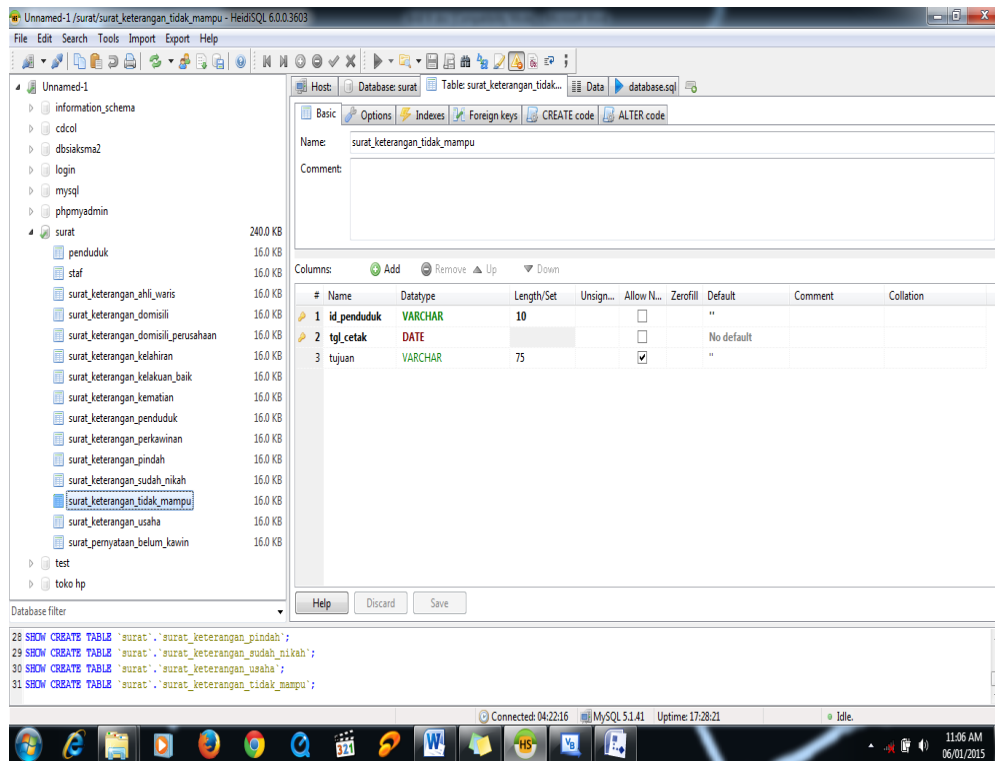 Unnamed-1 /surat/surat_keterangan_tidak_mampu - HeidiSQL 6.0.0.3603
File Edit Search Tools Import Export Help
Unnamed-1
information_schema
cdcol
dbsiaksma2
login
mysql
phpmyadmin
surat 240.0 KB
penduduk 16.0 KB
staf 16.0 KB
surat_keterangan_ahli_waris 16.0 KB
surat_keterangan_domisili 16.0 KB
surat_keterangan_domisili_perusahaan 16.0 KB
surat_keterangan_kelahiran 16.0 KB
surat_keterangan_kelakuan_baik 16.0 KB
surat_keterangan_kematian 16.0 KB
surat_keterangan_penduduk 16.0 KB
surat_keterangan_perkawinan 16.0 KB
surat_keterangan_pindah 16.0 KB
surat_keterangan_sudah_nikah 16.0 KB
surat_keterangan_tidak_mampu 16.0 KB
surat_keterangan_usaha 16.0 KB
surat_pernyataan_belum_kawin 16.0 KB
test
toko hp
Database filter
Host: Database: surat Table: surat_keterangan_tidak... Data database.sql
Basic Options Indexes Foreign keys CREATE code ALTER code
Name: surat_keterangan_tidak_mampu
Comment:
Columns: Add Remove Up Down
# Name Datatype Length/Set Unsign... Allow N... Zerofill Default Comment Collation
1 id_penduduk VARCHAR 10 ''
2 tgl_cetak DATE No default
3 tujuan VARCHAR 75 ''
Help Discard Save
28 SHOW CREATE TABLE `surat`.`surat_keterangan_pindah`;
29 SHOW CREATE TABLE `surat`.`surat_keterangan_sudah_nikah`;
30 SHOW CREATE TABLE `surat`.`surat_keterangan_usaha`;
31 SHOW CREATE TABLE `surat`.`surat_keterangan_tidak_mampu`;
Connected: 04:22:16 MySQL 5.1.41 Uptime: 17:28:21 Idle.
321 W HS VB
11:06 AM
06/01/2015